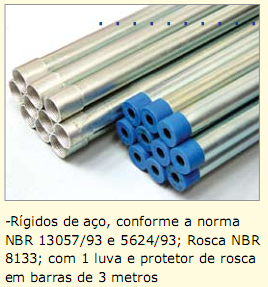 -Rígidos de aço, conforme a norma
NBR 13057/93 e 5624/93; Rosca NBR
8133; com 1 luva e protetor de rosca
em barras de 3 metros